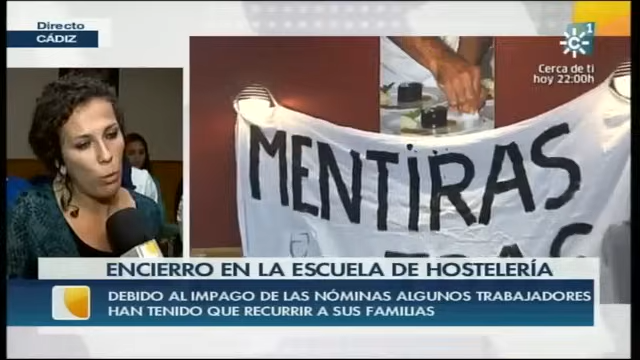 Directo
CÁDIZ
1
Cerca de ti
hoy 22:00h
MENTIRAS
ENCIERRO EN LA ESCUELA DE HOSTELERÍA
DEBIDO AL IMPAGO DE LAS NÓMINAS ALGUNOS TRABAJADORES
HAN TENIDO QUE RECURRIR A SUS FAMILIAS